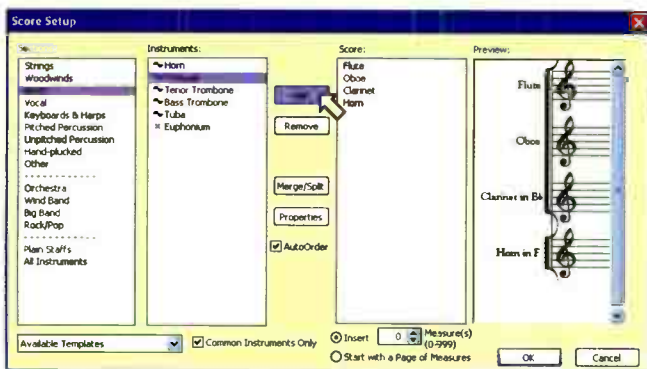 Score Setup
Instruments:
Score:
Preview:
Strings
Woodwinds
Vocal
Keyboards & Harps
Pitched Percussion
Unpitched Percussion
Hand-plucked
Other
Orchestra
Wind Band
Big Band
Rock/Pop
Plain Staffs
All Instruments
Horn
Tenor Trombone
Bass Trombone
Tuba
Euphonium
Remove
Merge/Split
Properties
AutoOrder
Flute
Oboe
Clarinet
Horn
Flute
Oboe
Clarinet in Bb
Horn in F
Available Templates
Common Instruments Only
Insert 0 Measure(s)
(0-999)
Start with a Page of Measures
OK
Cancel